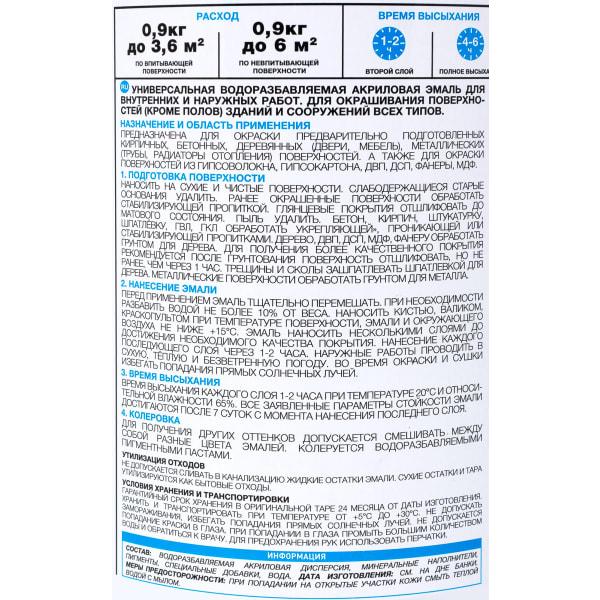 РАСХОД
ВРЕМЯ ВЫСЫХАНИЯ
0,9кг
до 3,6 м²
ПО ВПИТЫВАЮЩЕЙ
ПОВЕРХНОСТИ
0,9кг
до 6 м²
ПО НЕВПИТЫВАЮЩЕЙ
ПОВЕРХНОСТИ
1-2
ЧАСА
ВТОРОЙ СЛОЙ
4-6
ПОЛНОЕ
RU УНИВЕРСАЛЬНАЯ ВОДОРАЗБАВЛЯЕМАЯ АКРИЛОВАЯ ЭМАЛЬ ДЛЯ
ВНУТРЕННИХ И НАРУЖНЫХ РАБОТ. ДЛЯ ОКРАШИВАНИЯ ПОВЕРХНО-
СТЕЙ (КРОМЕ ПОЛОВ) ЗДАНИЙ И СООРУЖЕНИЙ ВСЕХ ТИПОВ.
НАЗНАЧЕНИЕ И ОБЛАСТЬ ПРИМЕНЕНИЯ
ПРЕДНАЗНАЧЕНА ДЛЯ ОКРАСКИ ПРЕДВАРИТЕЛЬНО ПОДГОТОВЛЕННЫХ
КИРПИЧНЫХ, БЕТОННЫХ, ДЕРЕВЯННЫХ (ДВЕРИ, МЕБЕЛЬ), МЕТАЛЛИЧЕСКИХ
(ТРУБЫ, РАДИАТОРЫ ОТОПЛЕНИЯ) ПОВЕРХНОСТЕЙ. А ТАКЖЕ ДЛЯ ОКРАСКИ
ПОВЕРХНОСТЕЙ ИЗ ГИПСОВОЛОКНА, ГИПСОКАРТОНА, ДВП, ДСП, ФАНЕРЫ, МДФ.
1. ПОДГОТОВКА ПОВЕРХНОСТИ
НАНОСИТЬ НА СУХИЕ И ЧИСТЫЕ ПОВЕРХНОСТИ. СЛАБОДЕРЖАЩИЕСЯ СТАРЫЕ
ОСНОВАНИЯ УДАЛИТЬ. РАНЕЕ ОКРАШЕННЫЕ ПОВЕРХНОСТИ ОБРАБОТАТЬ
СТАБИЛИЗИРУЮЩЕЙ ПРОПИТКОЙ. ГЛЯНЦЕВЫЕ ПОКРЫТИЯ ОТШЛИФОВАТЬ ДО
МАТОВОГО СОСТОЯНИЯ. ПЫЛЬ УДАЛИТЬ. БЕТОН, КИРПИЧ, ШТУКАТУРКУ,
ШПАТЛЁВКУ, ГВЛ, ГКЛ ОБРАБОТАТЬ УКРЕПЛЯЮЩЕЙ», ПРОНИКАЮЩЕЙ ИЛИ
СТАБИЛИЗИРУЮЩЕЙ ПРОПИТКАМИ. ДЕРЕВО, ДВП, ДСП, МДФ, ФАНЕРУ ОБРАБОТАТЬ
ГРУНТОМ ДЛЯ ДЕРЕВА. ДЛЯ ПОЛУЧЕНИЯ БОЛЕЕ КАЧЕСТВЕННОГО ПОКРЫТИЯ
РЕКОМЕНДУЕТСЯ ПОСЛЕ ГРУНТОВАНИЯ ПОВЕРХНОСТЬ ОТШЛИФОВАТЬ, НО НЕ
РАНЕЕ, ЧЕМ ЧЕРЕЗ 1 ЧАС. ТРЕЩИНЫ И СКОЛЫ ЗАШПАТЛЕВАТЬ ШПАТЛЕВКОЙ ДЛЯ
ДЕРЕВА. МЕТАЛЛИЧЕСКИЕ ПОВЕРХНОСТИ ОБРАБОТАТЬ ГРУНТОМ ДЛЯ МЕТАЛЛА.
2. НАНЕСЕНИЕ ЭМАЛИ
ПЕРЕД ПРИМЕНЕНИЕМ ЭМАЛЬ ТЩАТЕЛЬНО ПЕРЕМЕШАТЬ. ПРИ НЕОБХОДИМОСТИ
РАЗБАВИТЬ ВОДОЙ НЕ БОЛЕЕ 10% ОТ ВЕСА. НАНОСИТЬ КИСТЬЮ, ВАЛИКОМ,
КРАСКОПУЛЬТОМ ПРИ ТЕМПЕРАТУРЕ ПОВЕРХНОСТИ, ЭМАЛИ И ОКРУЖАЮЩЕГО
ВОЗДУХА НЕ НИЖЕ +15°С. ЭМАЛЬ НАНОСИТЬ НЕСКОЛЬКИМИ СЛОЯМИ ДО
ДОСТИЖЕНИЯ НЕОБХОДИМОГО КАЧЕСТВА ПОКРЫТИЯ. НАНЕСЕНИЕ КАЖДОГО
ПОСЛЕДУЮЩЕГО СЛОЯ ЧЕРЕЗ 1-2 ЧАСА. НАРУЖНЫЕ РАБОТЫ ПРОВОДИТЬ В
СУХУЮ, ТЁПЛУЮ И БЕЗВЕТРЕННУЮ ПОГОДУ. ВО ВРЕМЯ ОКРАСКИ И СУШКИ
ИЗБЕГАТЬ ПОПАДАНИЯ ПРЯМЫХ СОЛНЕЧНЫХ ЛУЧЕЙ.
3. ВРЕМЯ ВЫСЫХАНИЯ
ВРЕМЯ ВЫСЫХАНИЯ КАЖДОГО СЛОЯ 1-2 ЧАСА ПРИ ТЕМПЕРАТУРЕ 20°С И ОТНОСИ-
ТЕЛЬНОЙ ВЛАЖНОСТИ 65%. ВСЕ ЗАЯВЛЕННЫЕ ПАРАМЕТРЫ СТОЙКОСТИ ЭМАЛИ
ДОСТИГАЮТСЯ ПОСЛЕ 7 СУТОК С МОМЕНТА НАНЕСЕНИЯ ПОСЛЕДНЕГО СЛОЯ.
4. КОЛЕРОВКА
ДЛЯ ПОЛУЧЕНИЯ ДРУГИХ ОТТЕНКОВ ДОПУСКАЕТСЯ СМЕШИВАТЬ МЕЖДУ
СОБОЙ РАЗНЫЕ ЦВЕТА ЭМАЛЕЙ. КОЛЕРУЕТСЯ ВОДОРАЗБАВЛЯЕМЫМИ
ПИГМЕНТНЫМИ ПАСТАМИ.
УТИЛИЗАЦИЯ ОТХОДОВ
НЕ ДОПУСКАЕТСЯ СЛИВАТЬ В КАНАЛИЗАЦИЮ ЖИДКИЕ ОСТАТКИ ЭМАЛИ. СУХИЕ ОСТАТКИ И ТАРА
УТИЛИЗИРУЮТСЯ КАК БЫТОВЫЕ ОТХОДЫ.
УСЛОВИЯ ХРАНЕНИЯ И ТРАНСПОРТИРОВКИ
ГАРАНТИЙНЫЙ СРОК ХРАНЕНИЯ В ОРИГИНАЛЬНОЙ ТАРЕ 24 МЕСЯЦА ОТ ДАТЫ ИЗГОТОВЛЕНИЯ.
ХРАНИТЬ И ТРАНСПОРТИРОВАТЬ ПРИ ТЕМПЕРАТУРЕ ОТ +5°С ДО +30°С. НЕ ДОПУСКАТЬ
ЗАМОРАЖИВАНИЯ. ИЗБЕГАТЬ ПОПАДАНИЯ ПРЯМЫХ СОЛНЕЧНЫХ ЛУЧЕЙ. НЕ ДОПУСКАЕТСЯ
ПОПАДАНИЕ КРАСКИ В ГЛАЗА. ПРИ ПОПАДАНИИ В ГЛАЗА ПРОМЫТЬ БОЛЬШИМ КОЛИЧЕСТВОМ
ВОДЫ И ОБРАТИТЬСЯ К ВРАЧУ. ДЛЯ ПРЕДОХРАНЕНИЯ РУК ИСПОЛЬЗОВАТЬ ПЕРЧАТКИ.
ИНФОРМАЦИЯ
СОСТАВ: ВОДОРАЗБАВЛЯЕМАЯ АКРИЛОВАЯ ДИСПЕРСИЯ, МИНЕРАЛЬНЫЕ НАПОЛНИТЕЛИ,
ПИГМЕНТЫ, СПЕЦИАЛЬНЫЕ ДОБАВКИ, ВОДА. ДАТА ИЗГОТОВЛЕНИЯ: СМ. НА ДНЕ БАНКИ.
МЕРЫ ПРЕДОСТОРОЖНОСТИ: ПРИ ПОПАДАНИИ НА ОТКРЫТЫЕ УЧАСТКИ КОЖИ СМЫТЬ ТЕПЛОЙ
ВОДОЙ С МЫЛОМ.